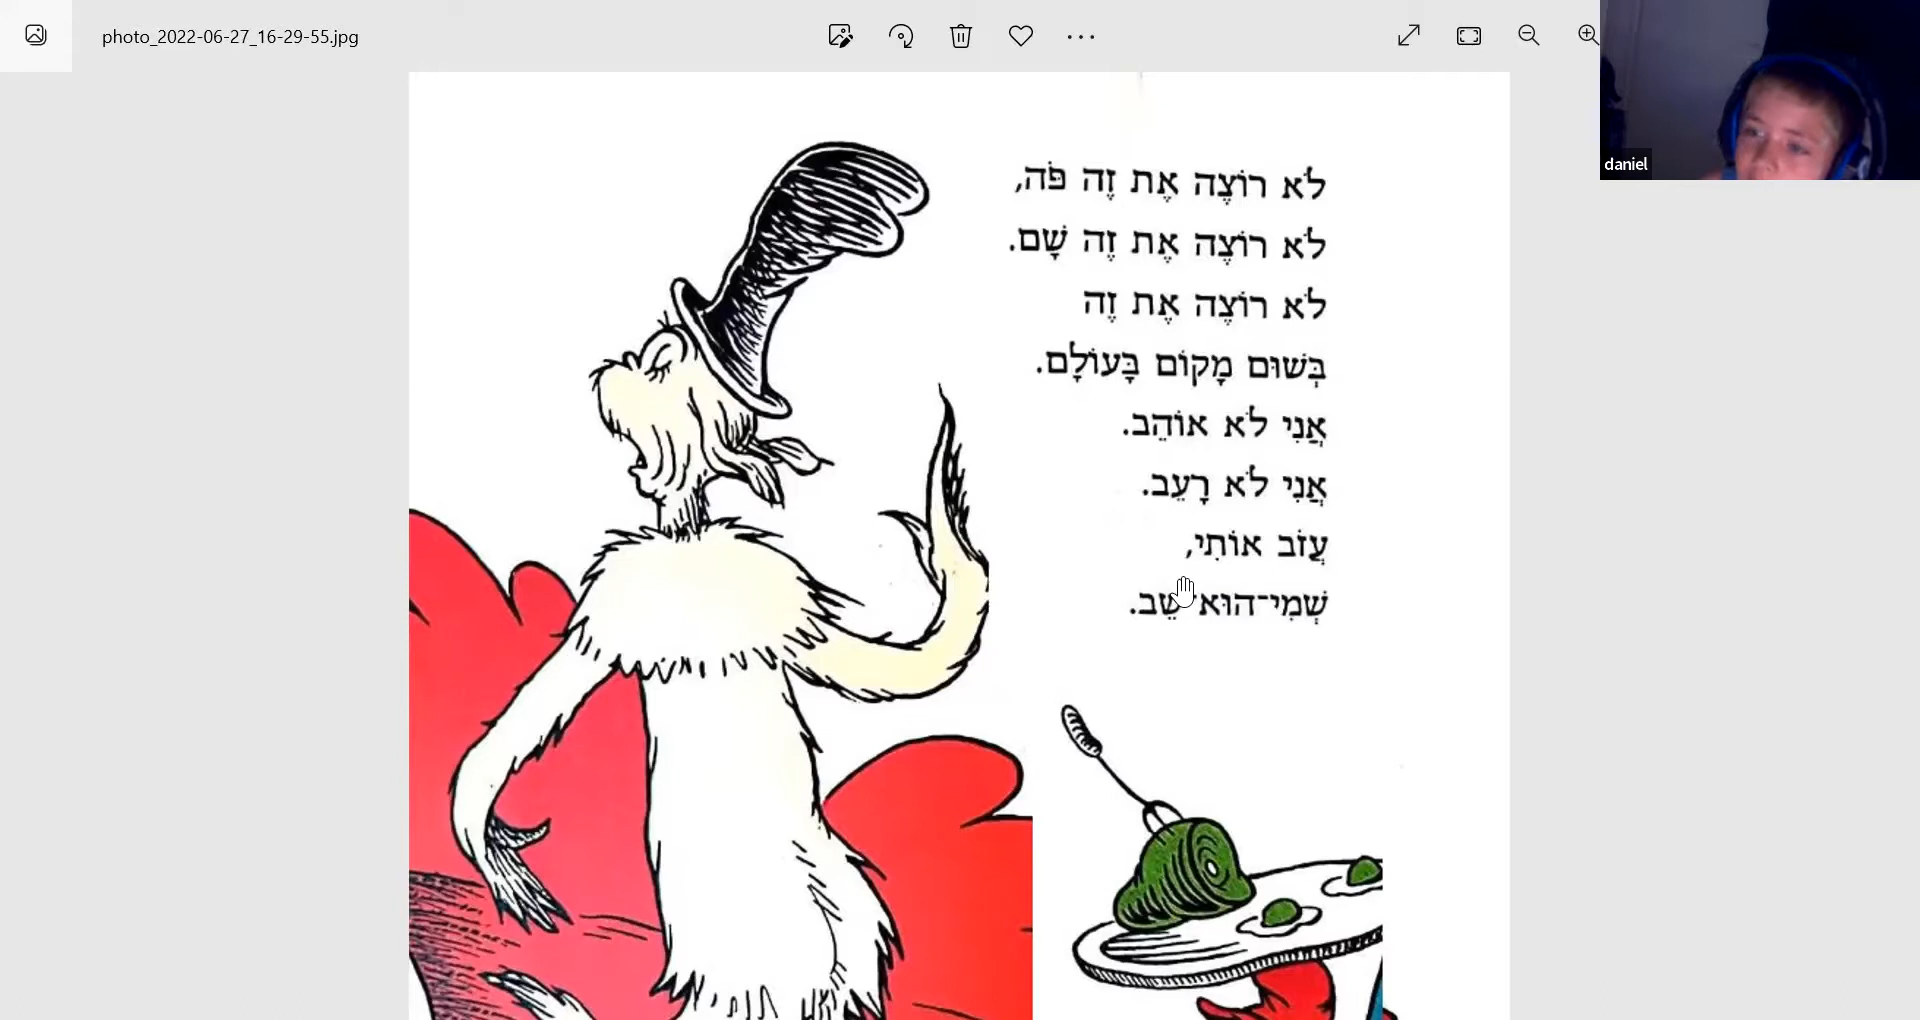 photo_2022-06-27_16-29-55.jpg
daniel
לֹא רוֹצֶה אֶת זֶה פֹּה,
לֹא רוֹצֶה אֶת זֶה שָׁם.
לֹא רוֹצֶה אֶת זֶה
בְּשׁוּם מָקוֹם בָּעוֹלָם.
אֲנִי לֹא אוֹהֵב.
אֲנִי לֹא רָעֵב.
עֲזֹב אוֹתִי,
שְׁמִי־הוּא־שֵׁב.